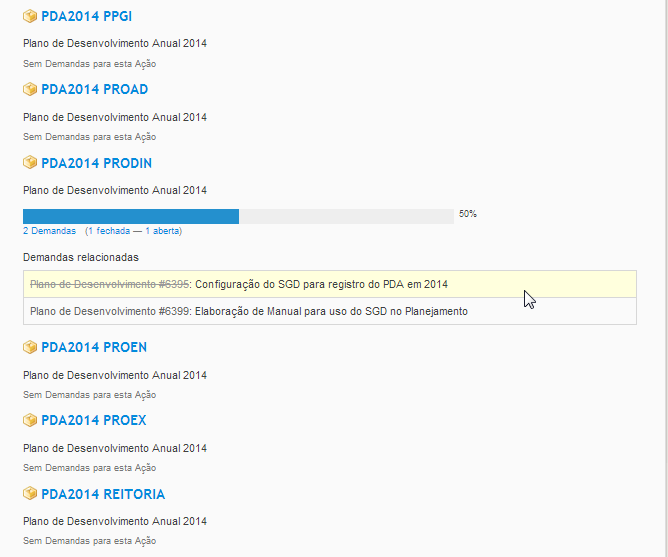 PDA2014 PPGI
Plano de Desenvolvimento Anual 2014
Sem Demandas para esta Ação
PDA2014 PROAD
Plano de Desenvolvimento Anual 2014
Sem Demandas para esta Ação
PDA2014 PRODIN
Plano de Desenvolvimento Anual 2014
50%
2 Demandas (1 fechada — 1 aberta)
Demandas relacionadas
Plano de Desenvolvimento #6395: Configuração do SGD para registro do PDA em 2014
Plano de Desenvolvimento #6399: Elaboração de Manual para uso do SGD no Planejamento
PDA2014 PROEN
Plano de Desenvolvimento Anual 2014
Sem Demandas para esta Ação
PDA2014 PROEX
Plano de Desenvolvimento Anual 2014
Sem Demandas para esta Ação
PDA2014 REITORIA
Plano de Desenvolvimento Anual 2014
Sem Demandas para esta Ação